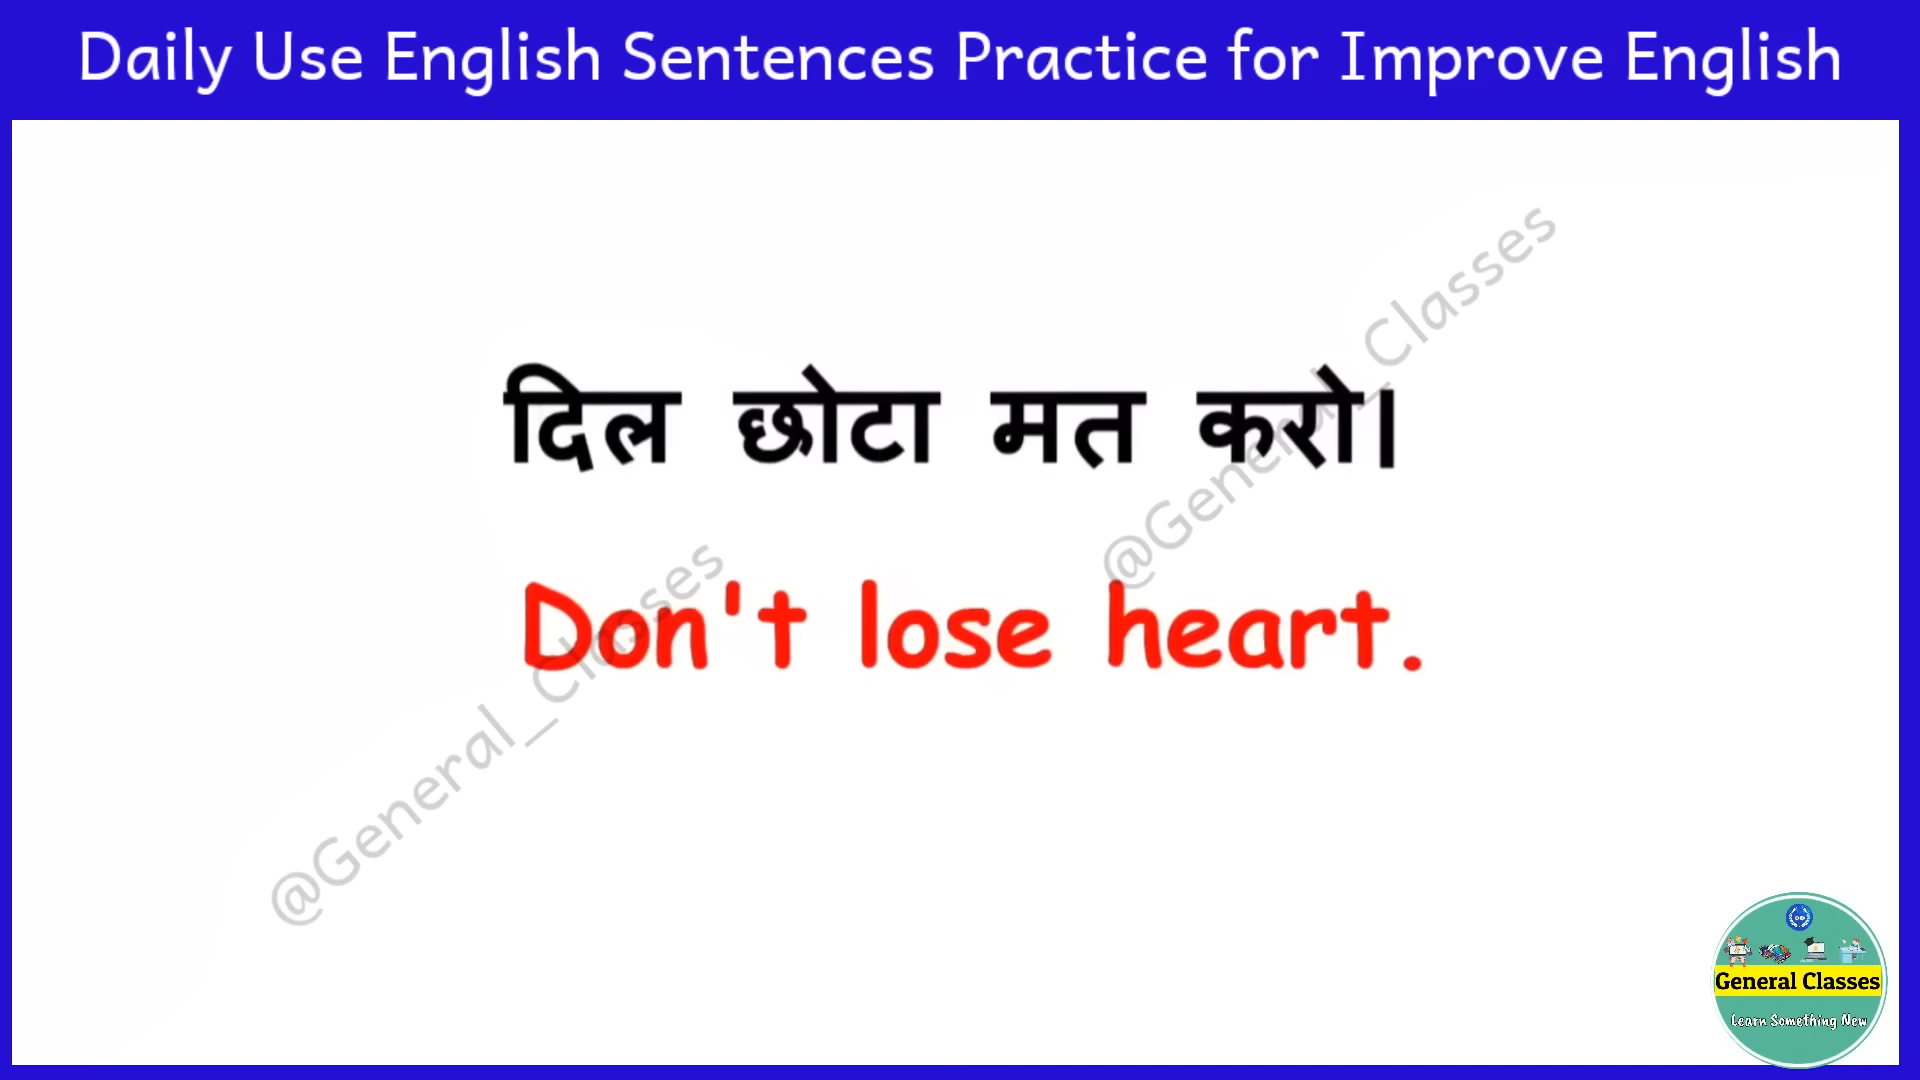 Daily Use English Sentences Practice for Improve English
दिल छोटा मत करो।
Don't lose heart.
@General_Classes
@General_Classes
General Classes
Learn Something New